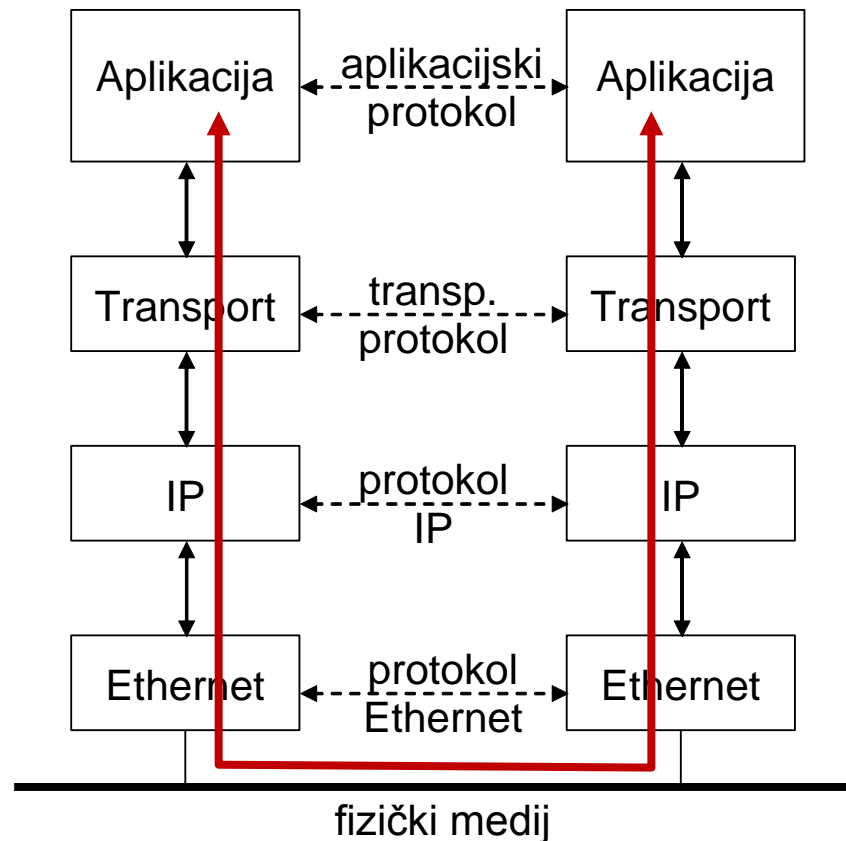 Aplikacija
aplikacijski
protokol
Aplikacija
Transport
transp.
protokol
Transport
IP
protokol
IP
IP
Ethernet
protokol
Ethernet
Ethernet
fizički medij